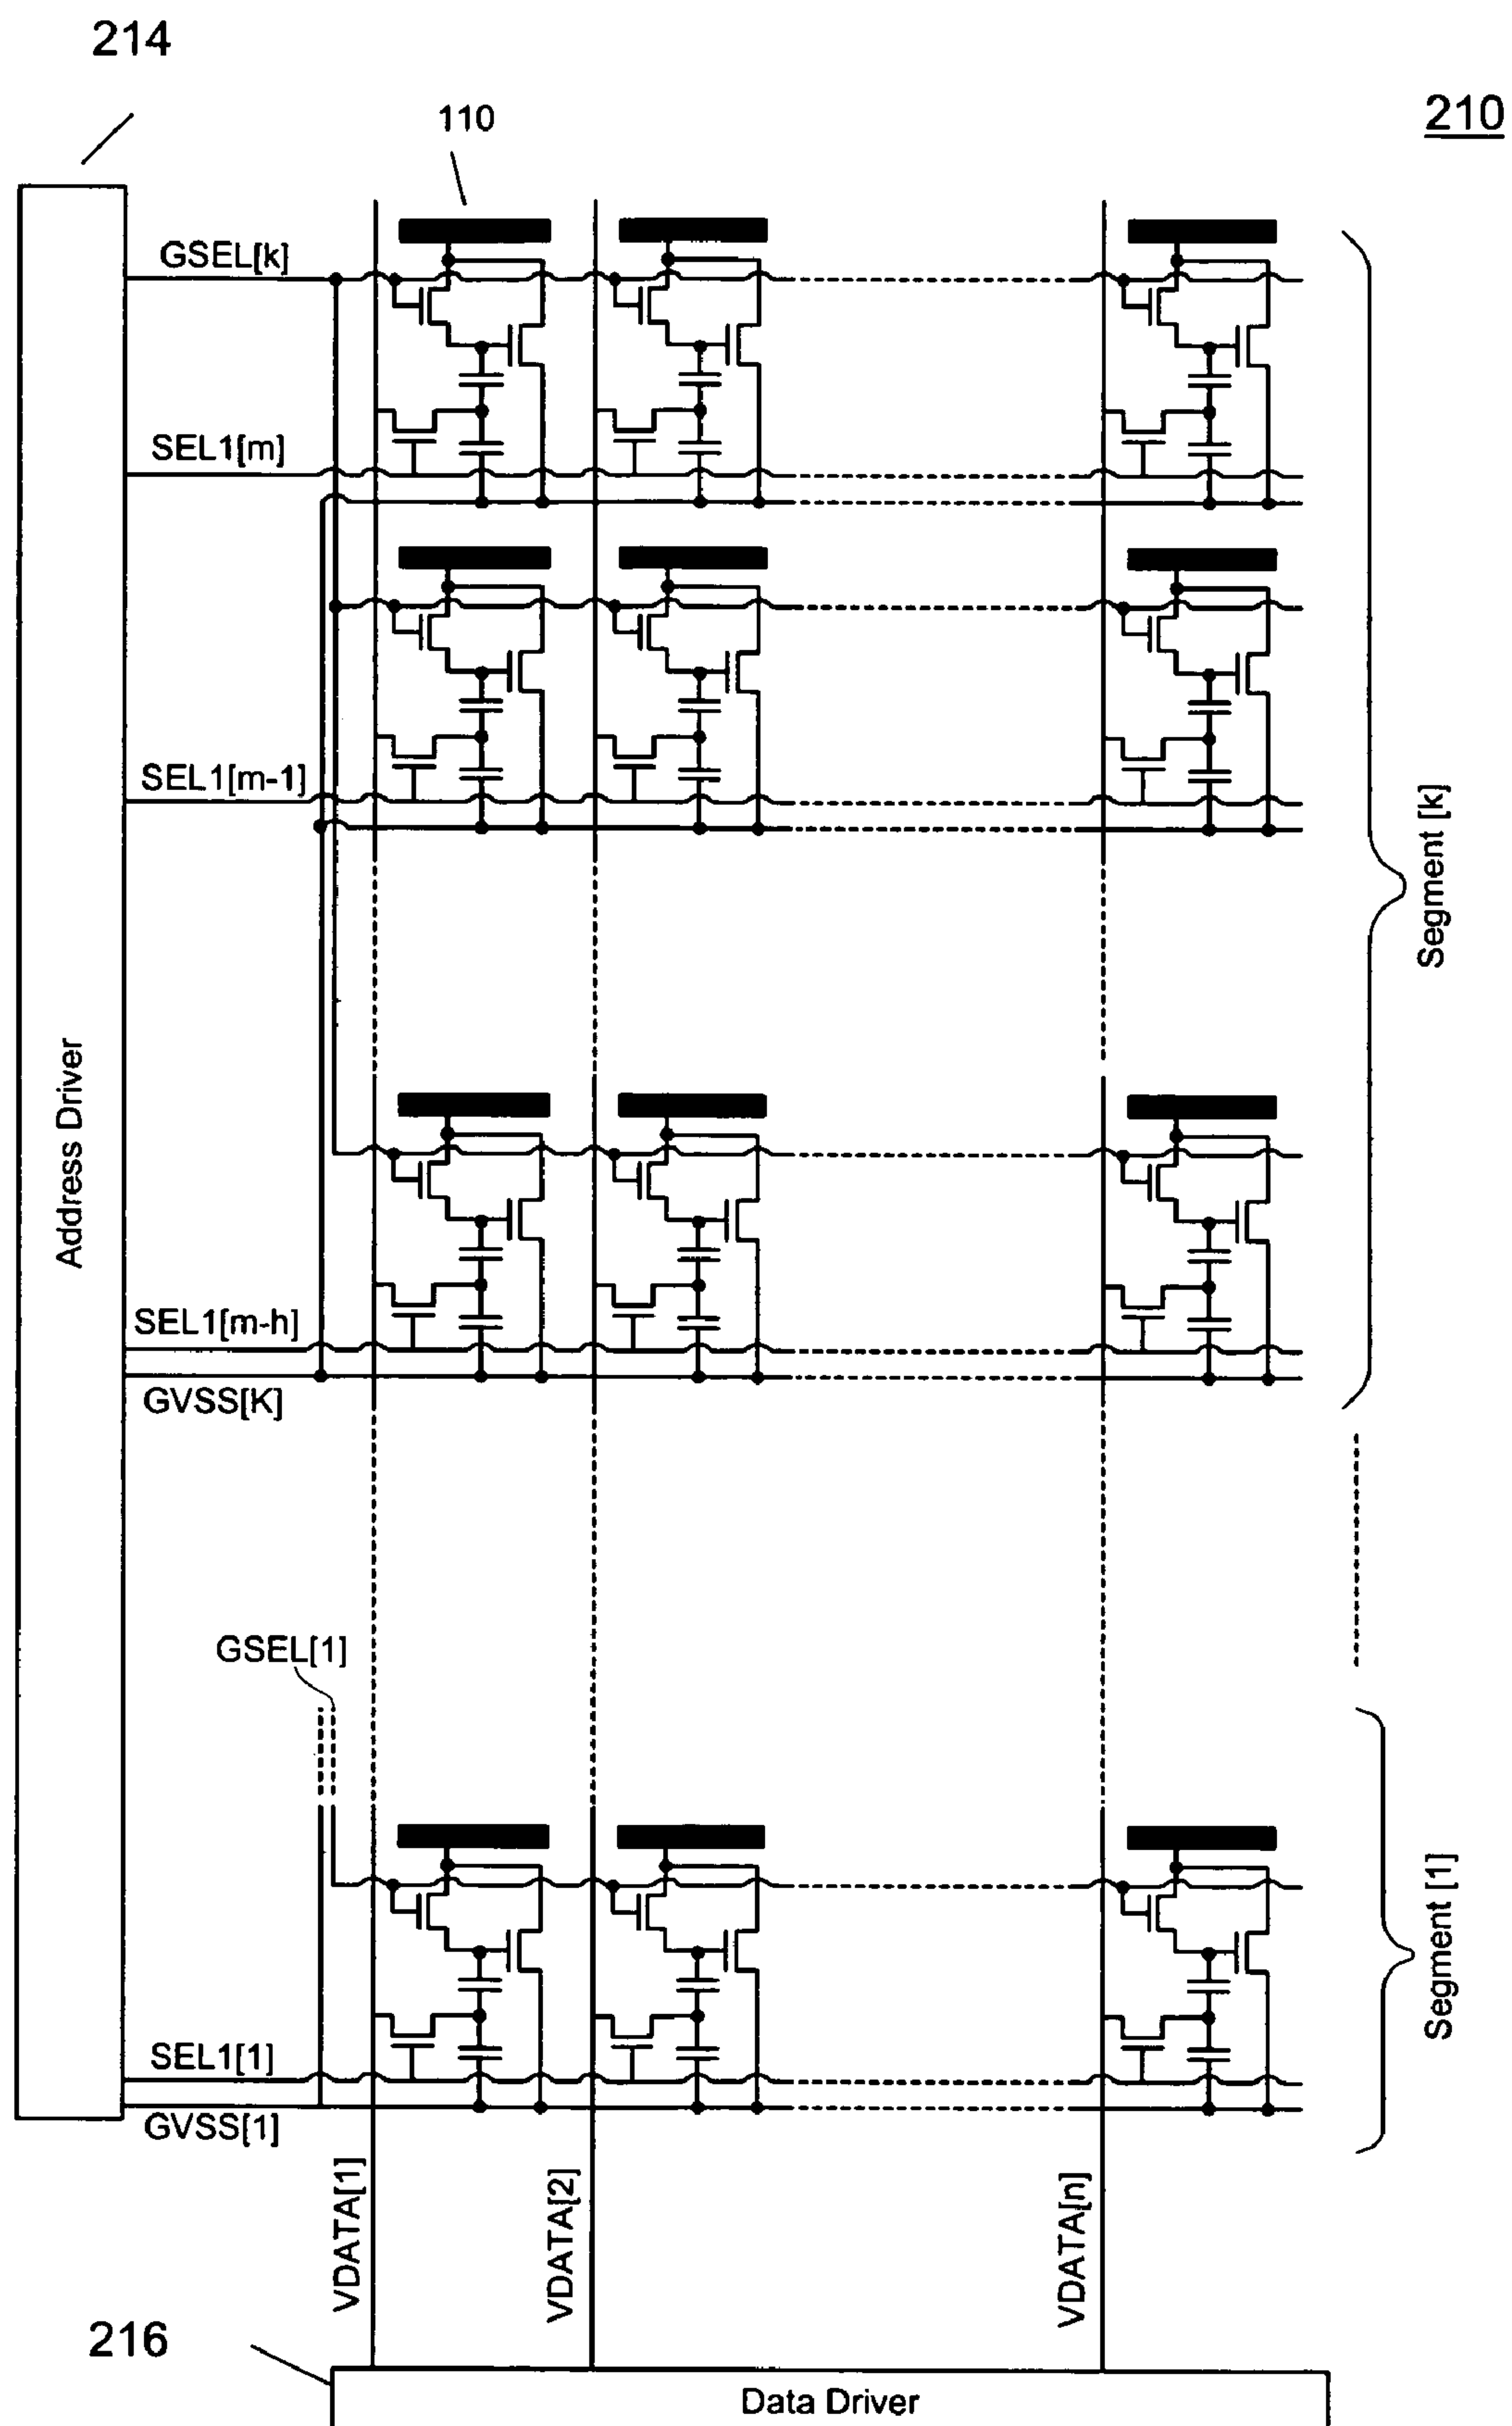 214
110
210
GSEL[k]
SEL1[m]
SEL1[m-1]
Segment [k]
Address Driver
SEL1[m-h]
GVSS[K]
GSEL[1]
Segment [1]
SEL1[1]
GVSS[1]
VDATA[1]
VDATA[2]
VDATA[n]
216
Data Driver